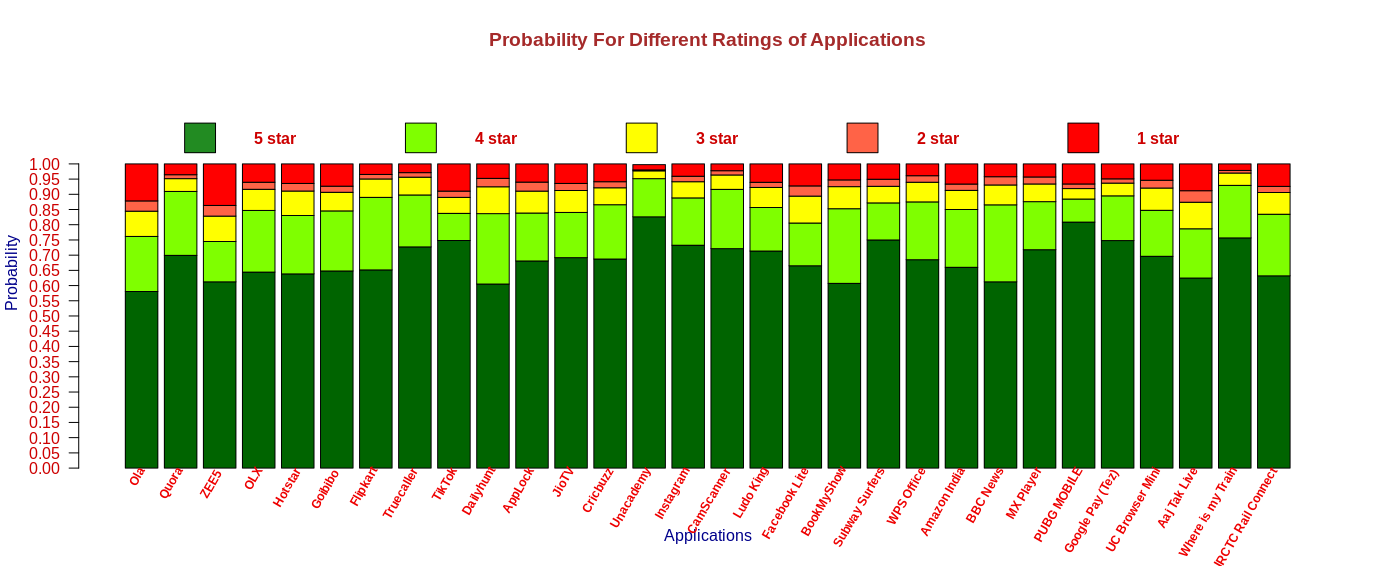 Probability For Different Ratings of Applications
5 star
4 star
3 star
2 star
1 star
1.00
0.95
0.90
0.85
0.80
0.75
0.70
0.65
0.60
0.55
0.50
0.45
0.40
0.35
0.30
0.25
0.20
0.15
0.10
0.05
0.00
Probability
Ola
Quora
ZEE5
OLX
Hotstar
GoIbibo
Flipkart
Truecaller
TikTok
Dailyhunt
AppLock
JioTV
Cricbuzz
Unacademy
Instagram
CamScanner
Ludo King
Facebook Lite
BookMyShow
Subway Surfers
WPS Office
Amazon India
BBC News
MX Player
PUBG MOBILE
Google Pay (Tez)
UC Browser Mini
Aaj Tak Live
Where is my Train
IRCTC Rail Connect
Applications